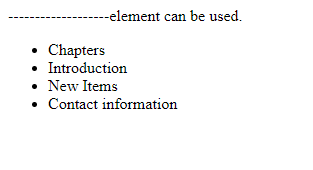 --------------------element can be used.
• Chapters
• Introduction
• New Items
• Contact information